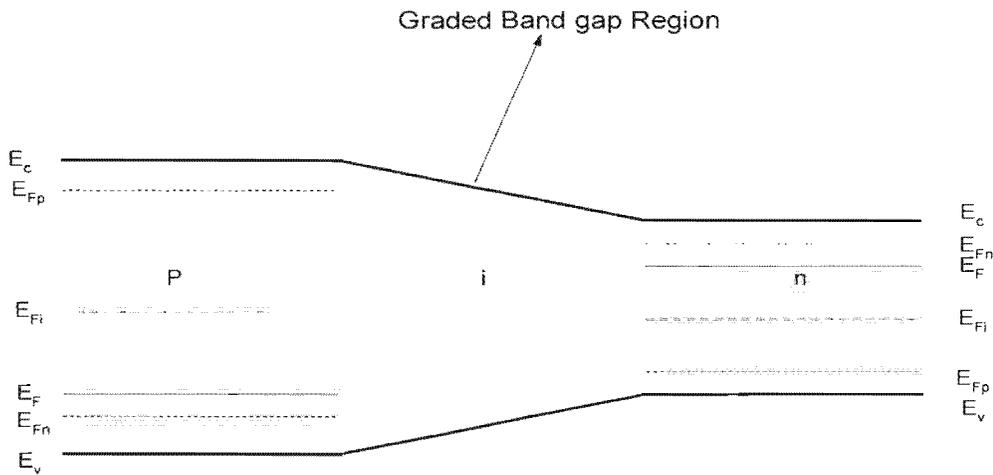 Graded Band gap Region
E_c
E_Fp
P
i
n
E_Fi
E_F
E_Fn
E_v
E_c
E_Fn
E_F
E_Fi
E_Fp
E_v